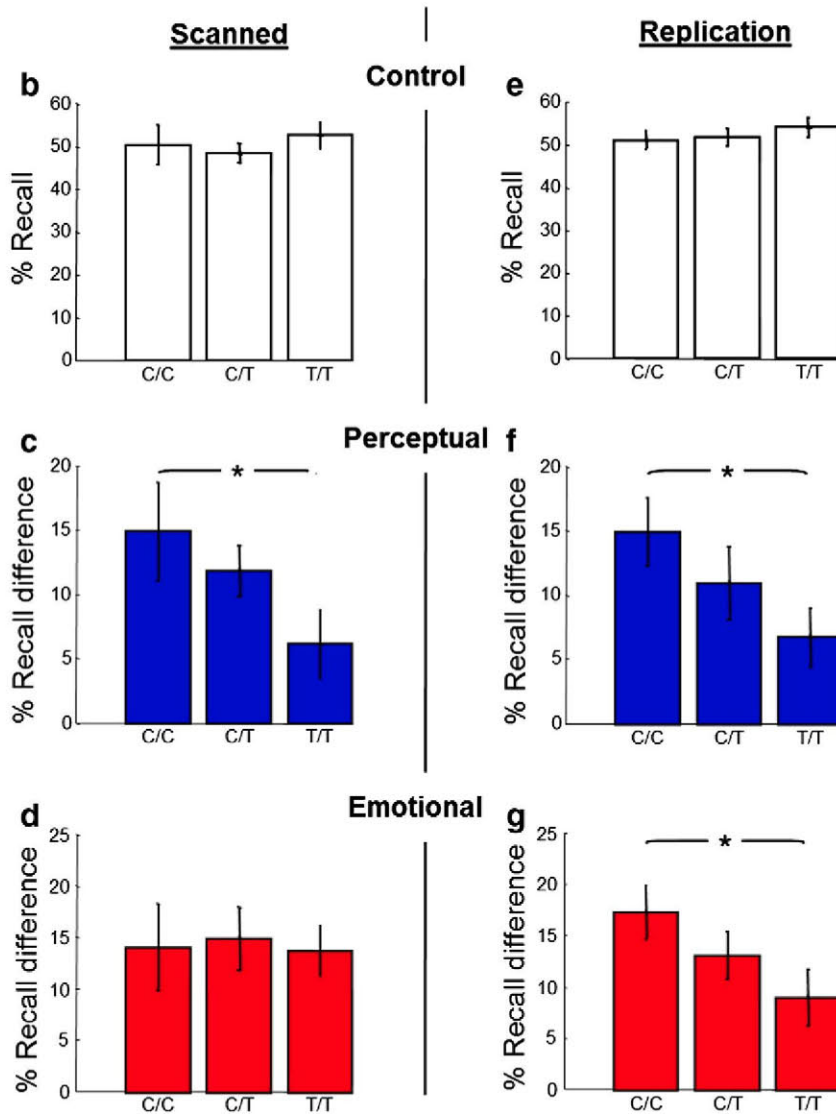 Scanned
Replication
Control
b
60
50
40
30
20
10
0
% Recall
C/C C/T T/T
e
60
50
40
30
20
10
0
% Recall
C/C C/T T/T
Perceptual
c
20
15
10
5
0
% Recall difference
*
C/C C/T T/T
f
20
15
10
5
0
% Recall difference
*
C/C C/T T/T
Emotional
d
25
20
15
10
5
0
% Recall difference
C/C C/T T/T
g
25
20
15
10
5
0
% Recall difference
*
C/C C/T T/T